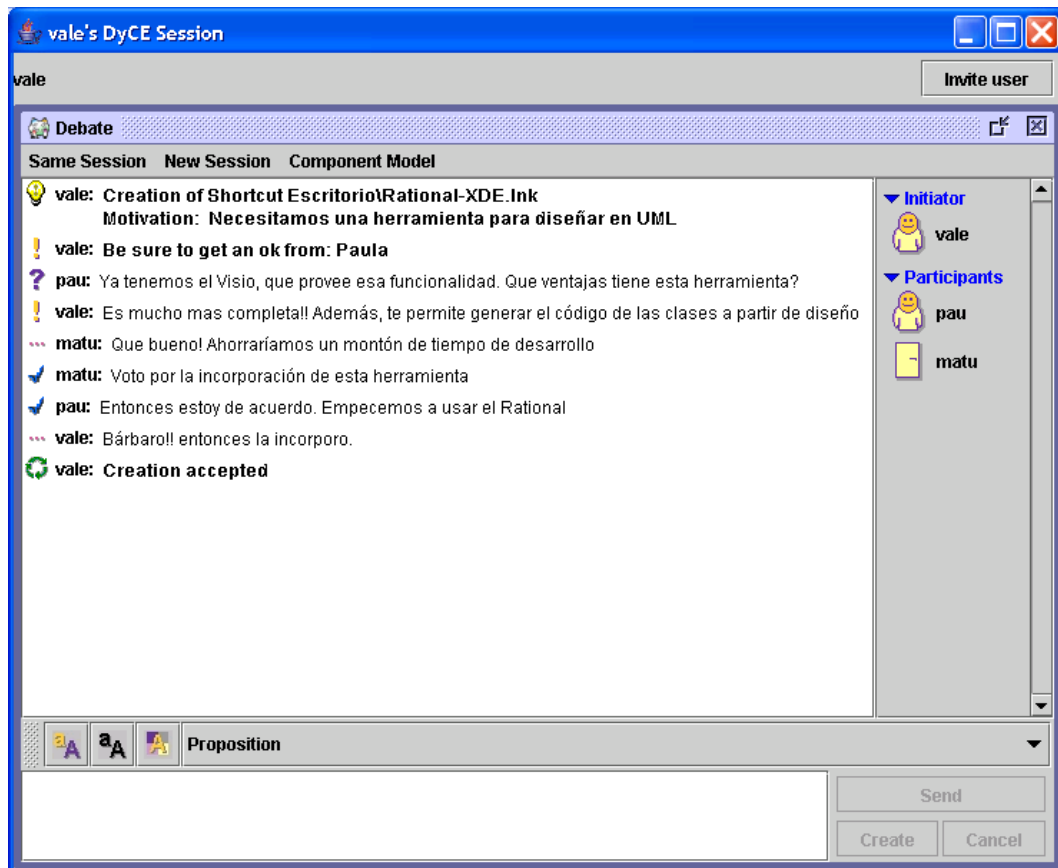 vale's DyCE Session
vale
Invite user
Debate
Same Session New Session Component Model
vale: Creation of Shortcut Escritorio\Rational-XDE.lnk
Motivation: Necesitamos una herramienta para diseñar en UML
vale: Be sure to get an ok from: Paula
pau: Ya tenemos el Visio, que provee esa funcionalidad. Que ventajas tiene esta herramienta?
vale: Es mucho mas completa!! Además, te permite generar el código de las clases a partir de diseño
matu: Que bueno! Ahorraríamos un montón de tiempo de desarrollo
matu: Voto por la incorporación de esta herramienta
pau: Entonces estoy de acuerdo. Empecemos a usar el Rational
vale: Bárbaro!! entonces la incorporo.
vale: Creation accepted
Initiator
vale
Participants
pau
matu
aA aA A Proposition
Send
Create Cancel